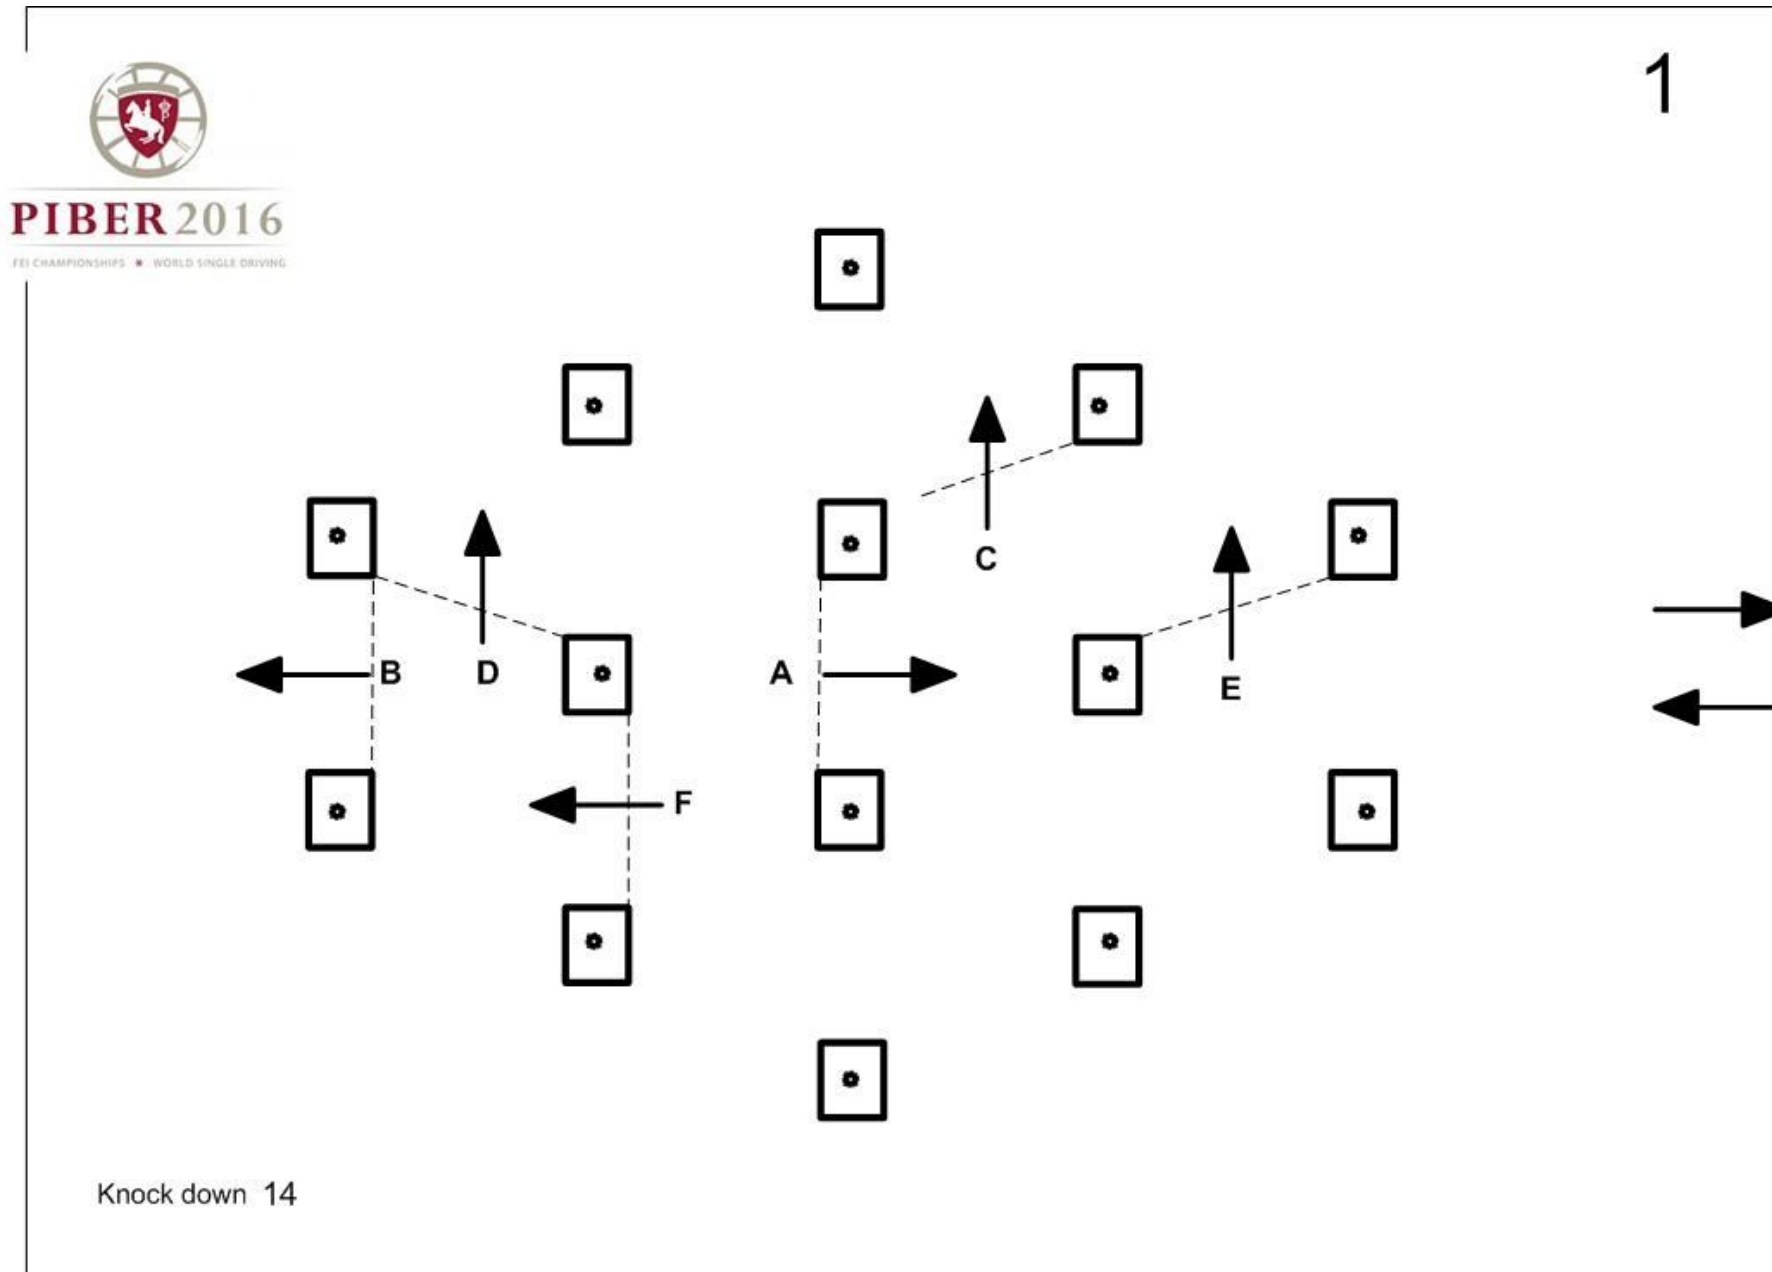 1
PIBER 2016
FEI CHAMPIONSHIPS * WORLD SINGLE DRIVING
C
E
B
D
A
F
Knock down 14